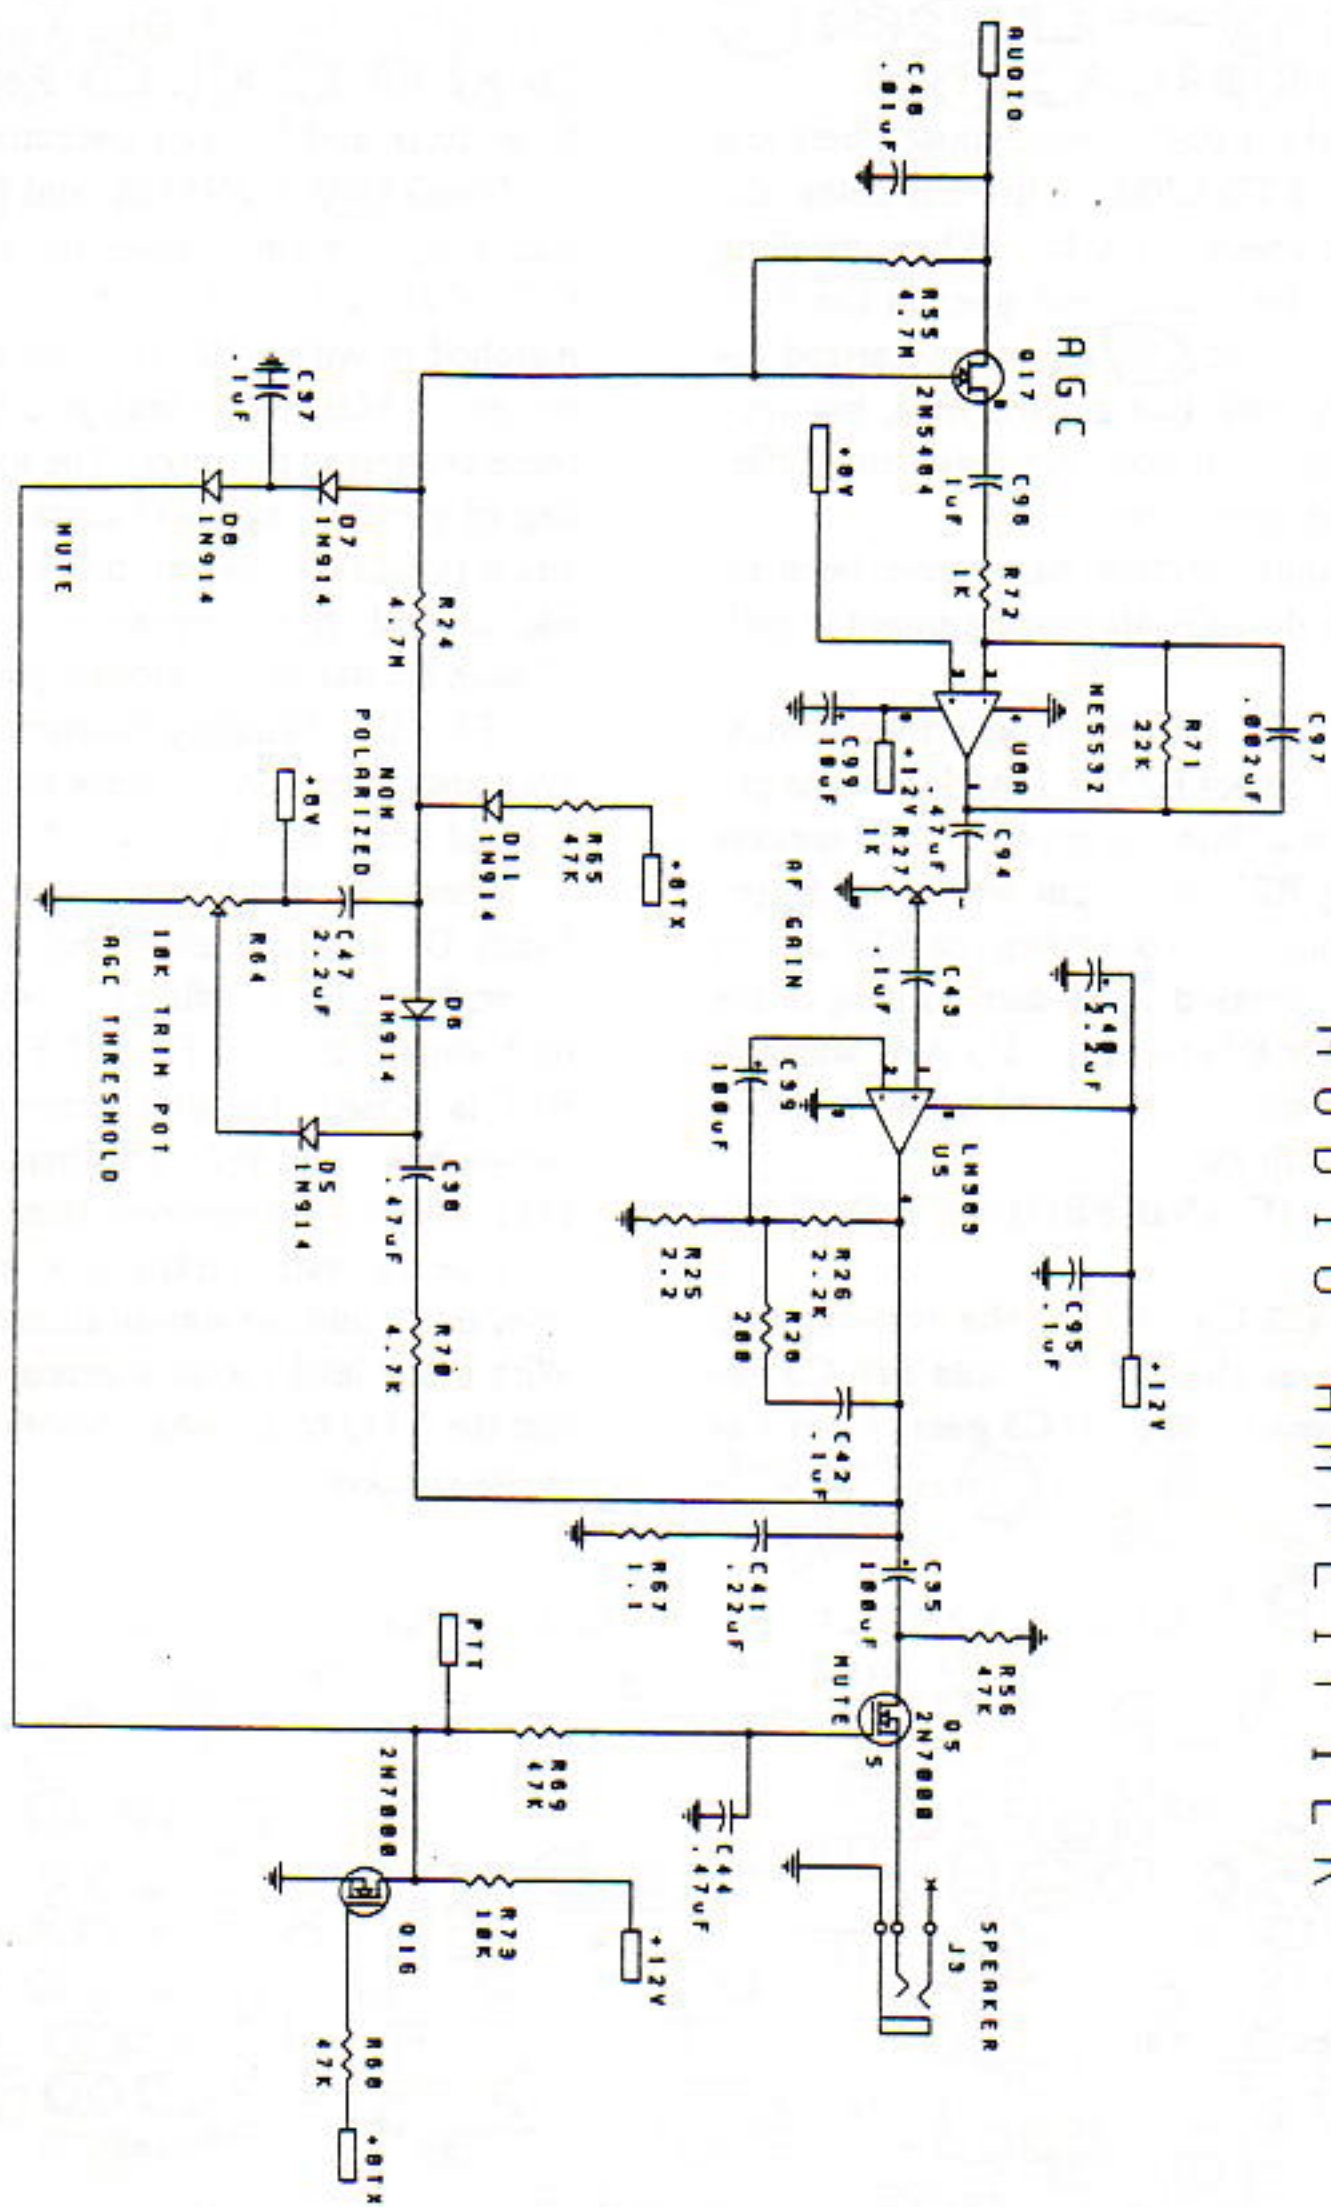 AUDIO AMPLIFIER
AGC
AUDIO
C48
.01uF
R55
4.7M
Q17
2N5484
C98
1uF
R72
1K
+8V
C97
.002uF
R71
22K
NE5532
U8A
C99
10uF
+12V
C94
.47uF
R27
1K
AF GAIN
C43
.1uF
C40
2.2uF
LM389
U5
C39
100uF
R26
2.2K
R25
2.2
R28
200
C42
.1uF
C95
.1uF
+12V
C37
1uF
D7
1N914
D8
1N914
MUTE
R24
4.7M
NON
POLARIZED
+8V
D11
1N914
R65
47K
+8TX
C47
2.2uF
R64
10K TRIM POT
AGC THRESHOLD
D6
1N914
D5
1N914
C38
.47uF
R70
4.7K
C41
.22uF
R67
1.1
C35
100uF
R56
47K
MUTE
Q5
2N7000
S
PTT
R69
47K
C44
.47uF
SPEAKER
J3
2N7000
Q16
R73
10K
+12V
R68
47K
+8TX